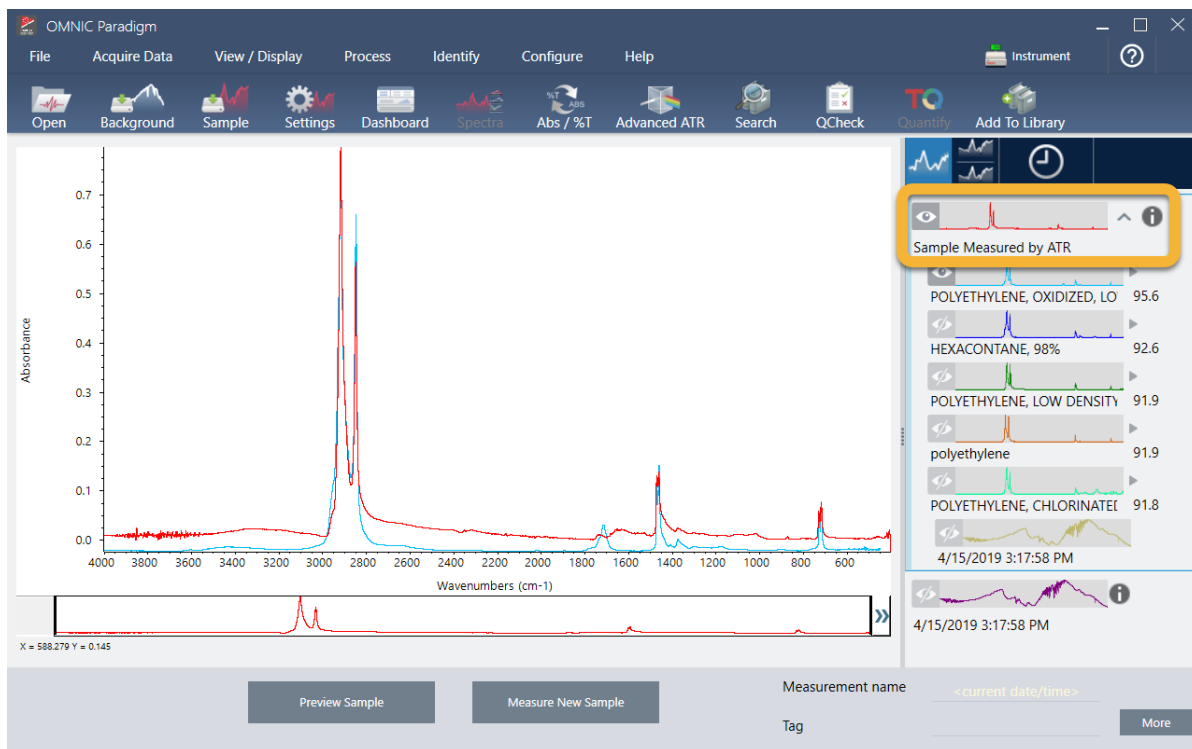 OMNIC Paradigm
File Acquire Data View / Display Process Identify Configure Help Instrument
%T ABS
TQ
Open Background Sample Settings Dashboard Spectra Abs / %T Advanced ATR Search QCheck Quantify Add To Library
Sample Measured by ATR
POLYETHYLENE, OXIDIZED, LO 95.6
HEXACONTANE, 98% 92.6
POLYETHYLENE, LOW DENSITY 91.9
polyethylene 91.9
POLYETHYLENE, CHLORINATE 91.8
4/15/2019 3:17:58 PM
4/15/2019 3:17:58 PM
Absorbance
0.7
0.6
0.5
0.4
0.3
0.2
0.1
0.0
4000 3800 3600 3400 3200 3000 2800 2600 2400 2200 2000 1800 1600 1400 1200 1000 800 600
Wavenumbers (cm-1)
X = 588.279 Y = 0.145
Preview Sample Measure New Sample
Measurement name <current date/time>
Tag
More